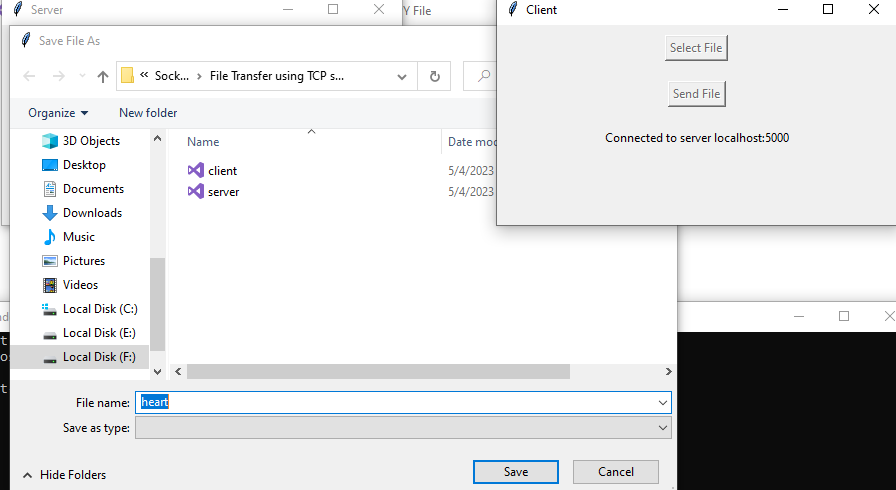 Server
Y File
Client
Save File As
Select File
« Sock... › File Transfer using TCP s...
Send File
Organize
New folder
Connected to server localhost:5000
3D Objects
Name
Date mo
Desktop
client
5/4/2023
Documents
server
5/4/2023
Downloads
Music
Pictures
Videos
Local Disk (C:)
Local Disk (E:)
Local Disk (F:)
File name:
heart
Save as type:
Hide Folders
Save
Cancel